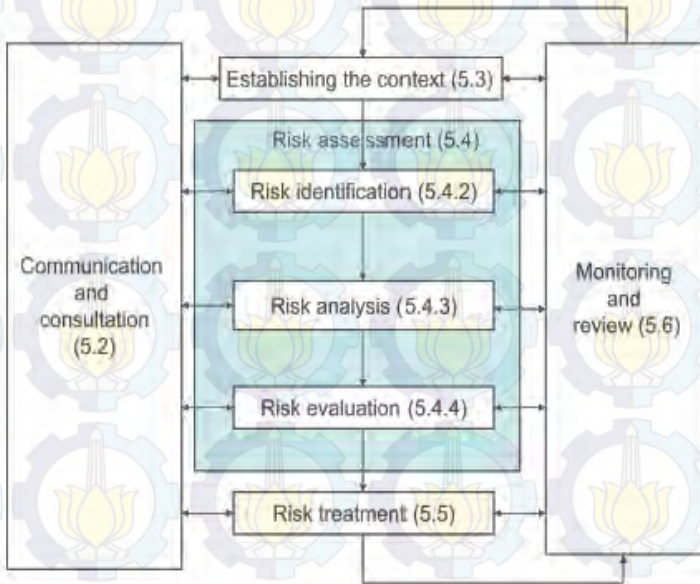 Establishing the context (5.3)
Risk assessment (5.4)
Risk identification (5.4.2)
Communication
and
consultation
(5.2)
Risk analysis (5.4.3)
Monitoring
and
review (5.6)
Risk evaluation (5.4.4)
Risk treatment (5.5)